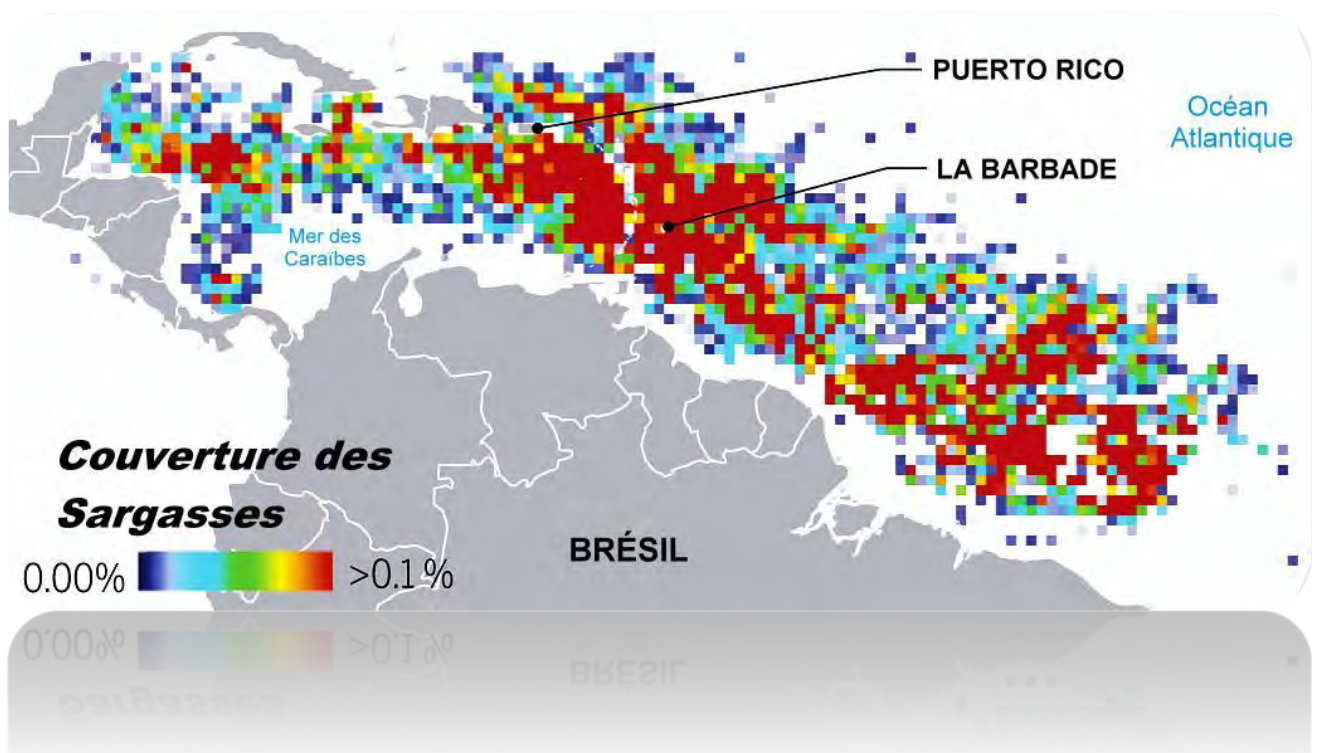 PUERTO RICO
Océan
Atlantique
LA BARBADE
Mer des
Caraïbes
Couverture des
Sargasses
0.00% >0.1%
BRÉSIL